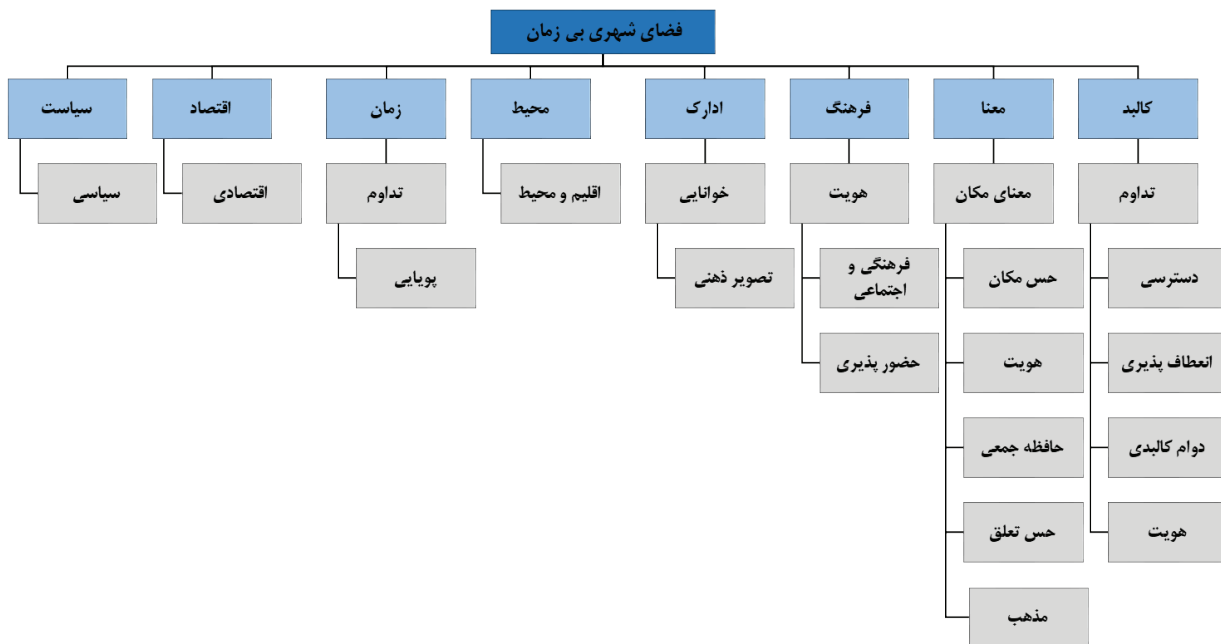 فضای شهری بی زمان
کالبد
معنا
فرهنگ
ادارک
محیط
زمان
اقتصاد
سیاست
تداوم
معنای مکان
هویت
خوانایی
اقلیم و محیط
تداوم
اقتصادی
سیاسی
دسترسی
حس مکان
فرهنگی و
اجتماعی
تصویر ذهنی
پویایی
انعطاف پذیری
هویت
حضور پذیری
دوام کالبدی
حافظه جمعی
هویت
حس تعلق
مذهب